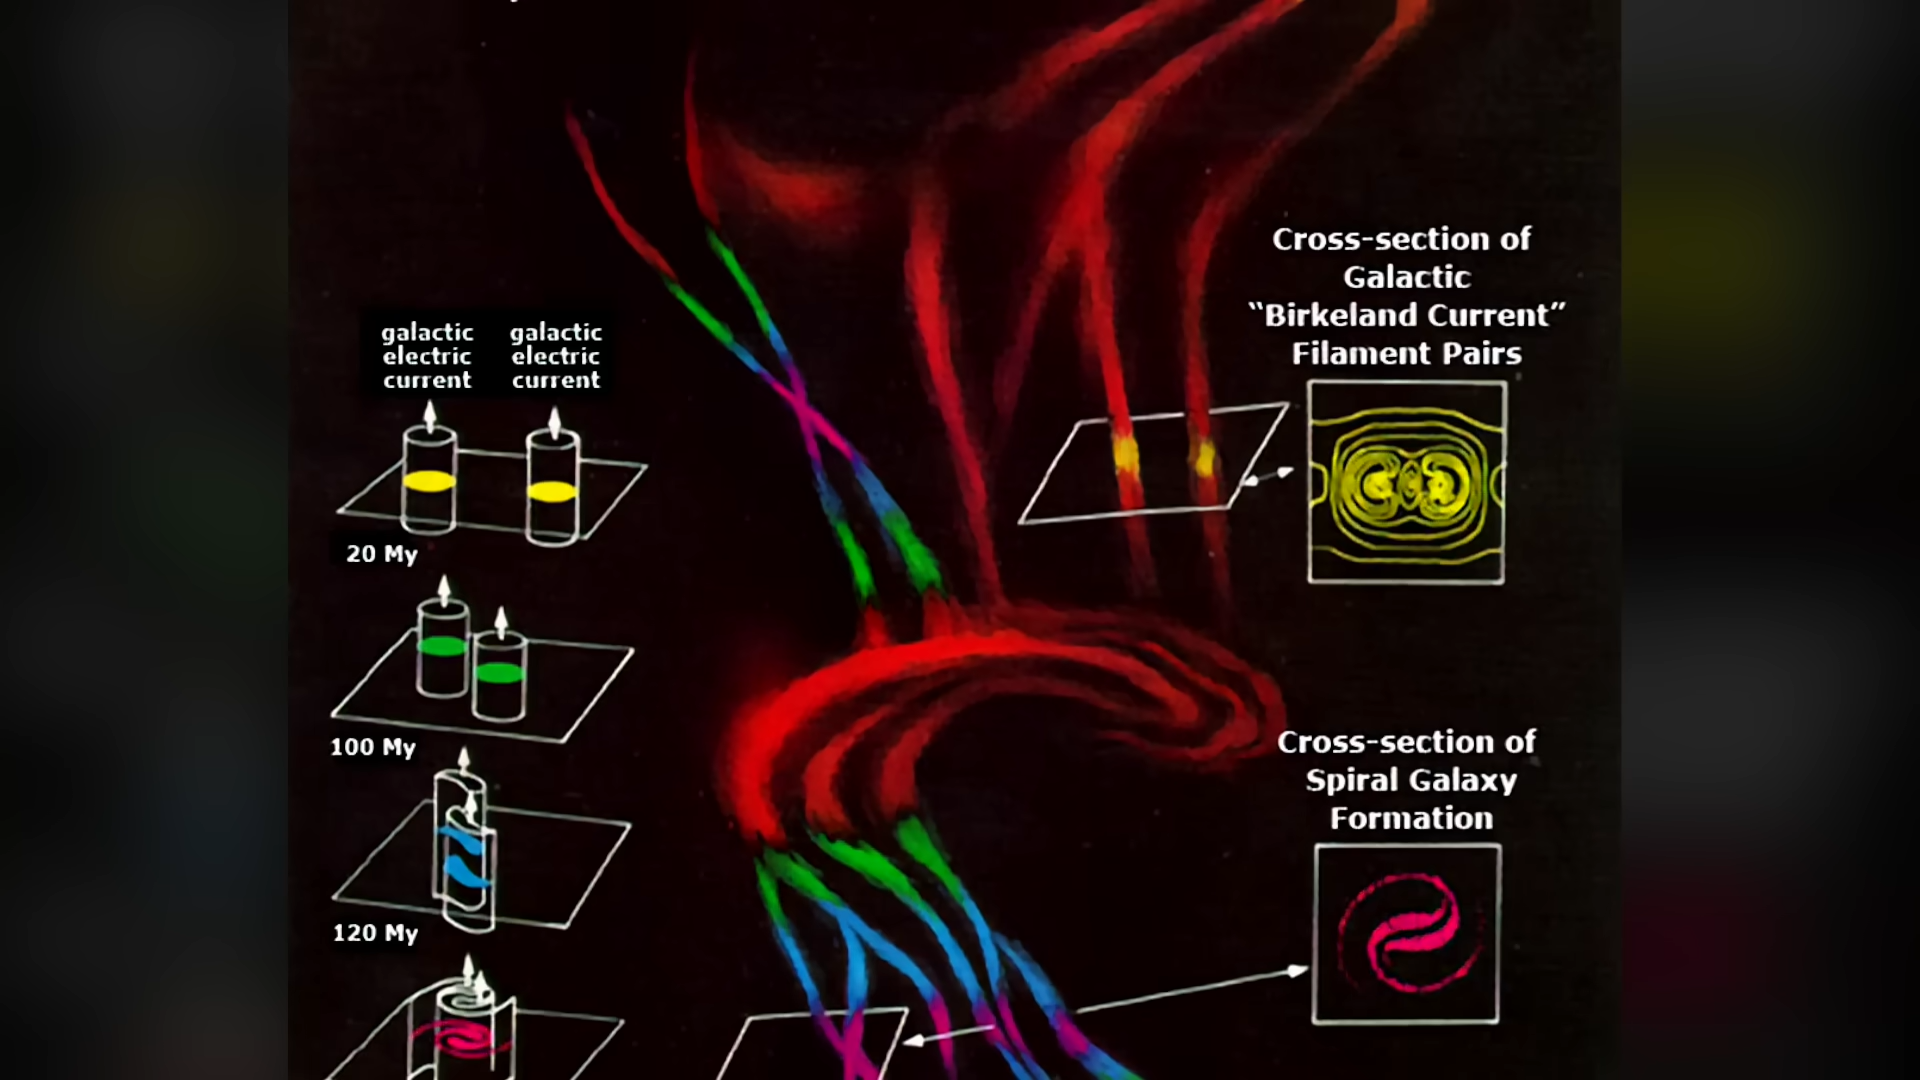 galactic
electric
current
galactic
electric
current
20 My
100 My
120 My
Cross-section of
Galactic
“Birkeland Current”
Filament Pairs
Cross-section of
Spiral Galaxy
Formation